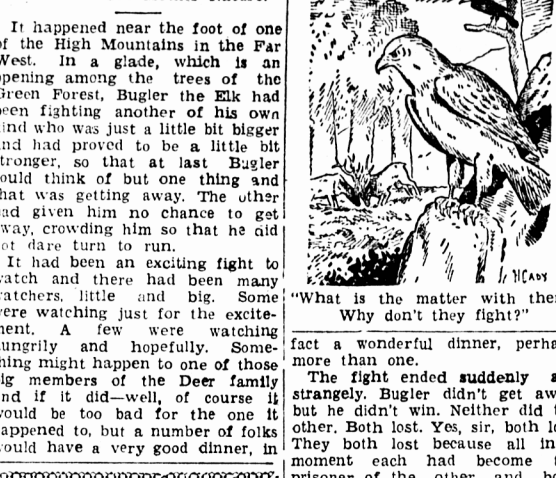 It happened near the foot of one
of the High Mountains in the Far
West. In a glade, which is an
opening among the trees of the
Green Forest, Bugler the Elk had
been fighting another of his own
kind who was just a little bit bigger
and had proved to be a little bit
stronger, so that at last Bugler
could think of but one thing and
that was getting away. The other
had given him no chance to get
away, crowding him so that he did
not dare turn to run.
It had been an exciting fight to
watch and there had been many
watchers, little and big. Some
were watching just for the excite-
ment. A few were watching
hungrily and hopefully. Some-
thing might happen to one of those
big members of the Deer family
and if it did—well, of course it
would be too bad for the one it
happened to, but a number of folks
would have a very good dinner, in
HCADY
"What is the matter with the
Why don't they fight?"
fact a wonderful dinner, perha
more than one.
The fight ended suddenly a
strangely. Bugler didn't get aw
but he didn't win. Neither did t
other. Both lost. Yes, sir, both lo
They both lost because all in
moment each had become
prisoner of the other and